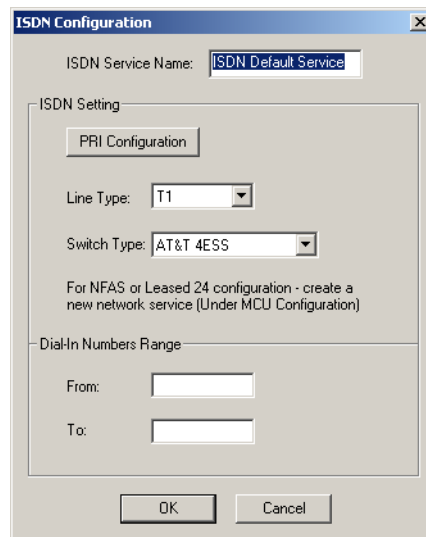 ISDN Configuration
ISDN Service Name: ISDN Default Service
ISDN Setting
PRI Configuration
Line Type: T1
Switch Type: AT&T 4ESS
For NFAS or Leased 24 configuration - create a
new network service (Under MCU Configuration)
Dial-In Numbers Range
From:
To:
OK Cancel